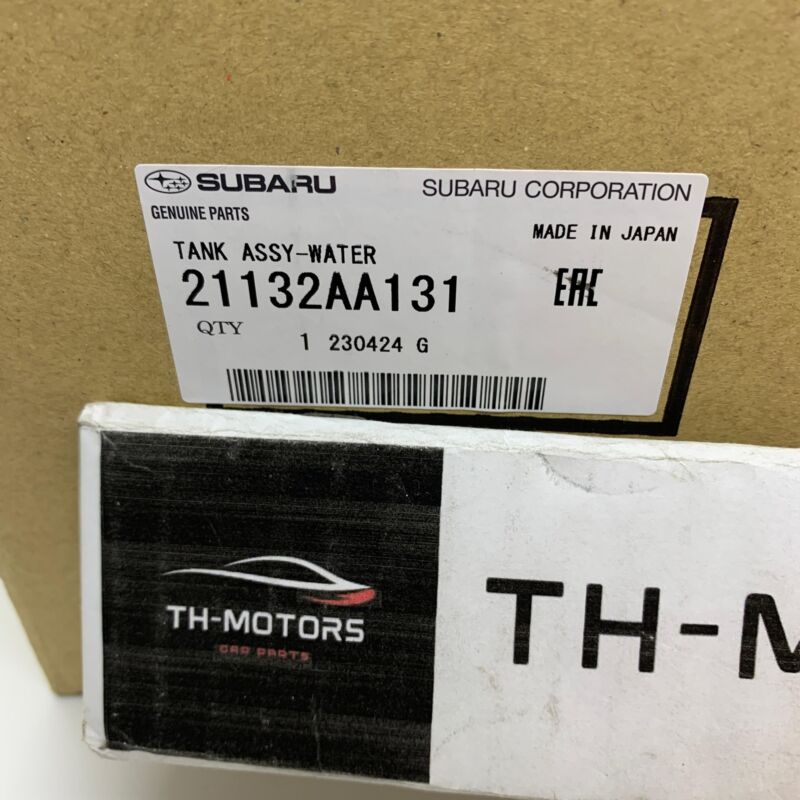 SUBARU
SUBARU CORPORATION
GENUINE PARTS
MADE IN JAPAN
TANK ASSY-WATER
21132AA131
EAC
QTY
1 230424 G
TH-MOTORS
CAR PARTS
TH-M